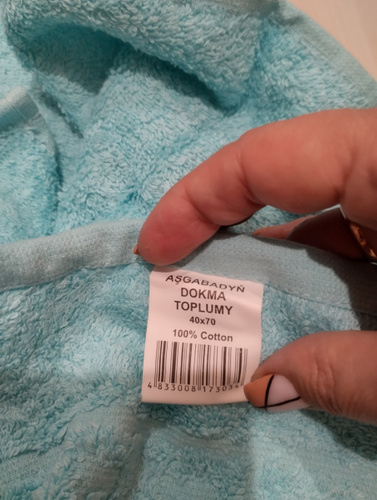 AŞGABADYŇ
DOKMA
TOPLUMY
40x70
100% Cotton